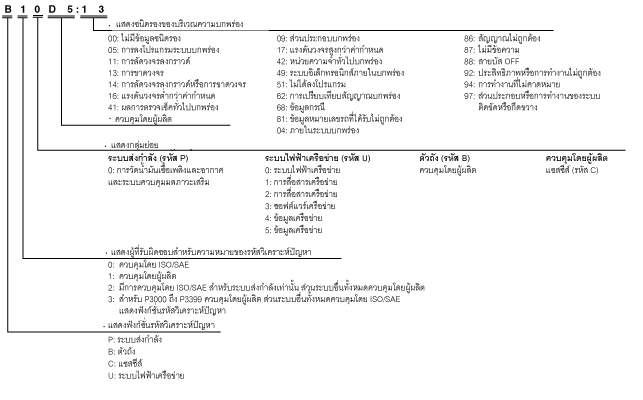 B 1 0 D 5 : 1 3
· แสดงชนิดรองของบริเวณความบกพร่อง
00: ไม่มีข้อมูลชนิดรอง
05: การลงโปรแกรมระบบบกพร่อง
11: การลัดวงจรลงกราวด์
13: การขาดวงจร
14: การลัดวงจรลงกราวด์หรือการขาดวงจร
16: แรงดันวงจรต่ำกว่าค่ากำหนด
41: ผลการตรวจเช็คทั่วไปบกพร่อง
09: ส่วนประกอบบกพร่อง
17: แรงดันวงจรสูงกว่าค่ากำหนด
42: หน่วยความจำทั่วไปบกพร่อง
49: ระบบอิเล็กทรอนิกส์ภายในบกพร่อง
51: ไม่ได้ลงโปรแกรม
62: การเปรียบเทียบสัญญาณบกพร่อง
68: ข้อมูลกรณี
81: ข้อมูลหมายเลขรถที่ได้รับไม่ถูกต้อง
04: ภายในระบบบกพร่อง
86: สัญญาณไม่ถูกต้อง
87: ไม่มีข้อความ
88: สายบัส OFF
92: ประสิทธิภาพหรือการทำงานไม่ถูกต้อง
94: การทำงานที่ไม่คาดหมาย
97: ส่วนประกอบหรือการทำงานของระบบ
ติดขัดหรือกีดขวาง
· ควบคุมโดยผู้ผลิต
· แสดงกลุ่มย่อย
ระบบส่งกำลัง (รหัส P)
0: การวัดน้ำมันเชื้อเพลิงและอากาศ
และระบบควบคุมมลภาวะเสริม
ระบบไฟฟ้าเครือข่าย (รหัส U)
0: ระบบไฟฟ้าเครือข่าย
1: การสื่อสารเครือข่าย
2: การสื่อสารเครือข่าย
3: ซอฟต์แวร์เครือข่าย
4: ข้อมูลเครือข่าย
5: ข้อมูลเครือข่าย
ตัวถัง (รหัส B)
ควบคุมโดยผู้ผลิต
ควบคุมโดยผู้ผลิต
แชสซีส์ (รหัส C)
· แสดงผู้ที่รับผิดชอบสำหรับความหมายของรหัสวิเคราะห์ปัญหา
0: ควบคุมโดย ISO/SAE
1: ควบคุมโดยผู้ผลิต
2: มีการควบคุมโดย ISO/SAE สำหรับระบบส่งกำลังเท่านั้น ส่วนระบบอื่นทั้งหมดควบคุมโดยผู้ผลิต
3: สำหรับ P3000 ถึง P3399 ควบคุมโดยผู้ผลิต ส่วนระบบอื่นทั้งหมดควบคุมโดย ISO/SAE
แสดงฟังก์ชั่นรหัสวิเคราะห์ปัญหา
· แสดงฟังก์ชั่นรหัสวิเคราะห์ปัญหา
P: ระบบส่งกำลัง
B: ตัวถัง
C: แชสซีส์
U: ระบบไฟฟ้าเครือข่าย